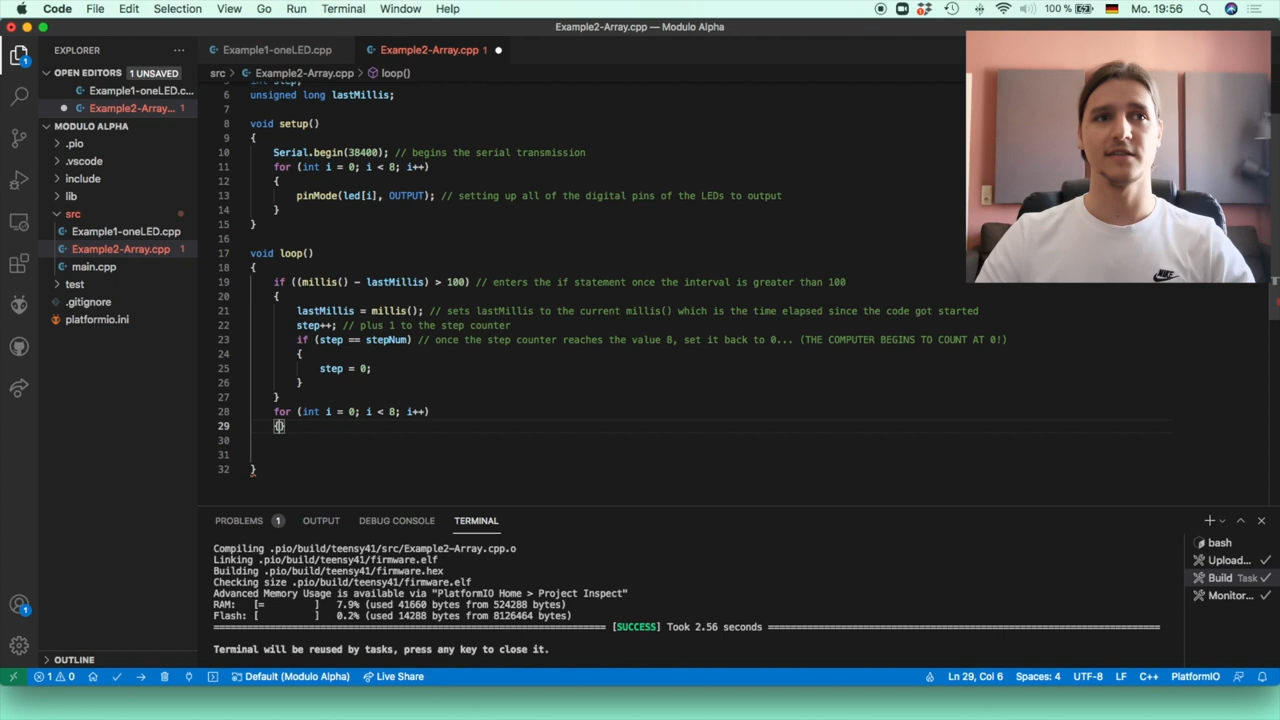 Code File Edit Selection View Go Run Terminal Window Help 100 % Mo. 19:56
Example2-Array.cpp — Modulo Alpha
EXPLORER
Example1-oneLED.cpp
Example2-Array.cpp 1
OPEN EDITORS 1 UNSAVED
src > Example2-Array.cpp > loop()
Example1-oneLED.c...
Example2-Array... 1
MODULO ALPHA
.pio
.vscode
include
lib
src
Example1-oneLED.cpp
Example2-Array.cpp 1
main.cpp
test
.gitignore
platformio.ini
OUTLINE
int step;
6 unsigned long lastMillis;
7
8 void setup()
9 {
10 Serial.begin(38400); // begins the serial transmission
11 for (int i = 0; i < 8; i++)
12 {
13 pinMode(led[i], OUTPUT); // setting up all of the digital pins of the LEDs to output
14 }
15 }
16
17 void loop()
18 {
19 if ((millis() - lastMillis) > 100) // enters the if statement once the interval is greater than 100
20 {
21 lastMillis = millis(); // sets lastMillis to the current millis() which is the time elapsed since the code got started
22 step++; // plus 1 to the step counter
23 if (step == stepNum) // once the step counter reaches the value 8, set it back to 0... (THE COMPUTER BEGINS TO COUNT AT 0!)
24 {
25 step = 0;
26 }
27 }
28 for (int i = 0; i < 8; i++)
29 {}
30
31
32 }
PROBLEMS 1 OUTPUT DEBUG CONSOLE TERMINAL
Compiling .pio/build/teensy41/src/Example2-Array.cpp.o
Linking .pio/build/teensy41/firmware.elf
Building .pio/build/teensy41/firmware.hex
Checking size .pio/build/teensy41/firmware.elf
Advanced Memory Usage is available via "PlatformIO Home > Project Inspect"
RAM: [= ] 7.9% (used 41660 bytes from 524288 bytes)
Flash: [ ] 0.2% (used 14288 bytes from 8126464 bytes)
[SUCCESS] Took 2.56 seconds
Terminal will be reused by tasks, press any key to close it.
bash
Upload...
Build Task
Monitor...
1 0 Default (Modulo Alpha) Live Share Ln 29, Col 6 Spaces: 4 UTF-8 LF C++ PlatformIO